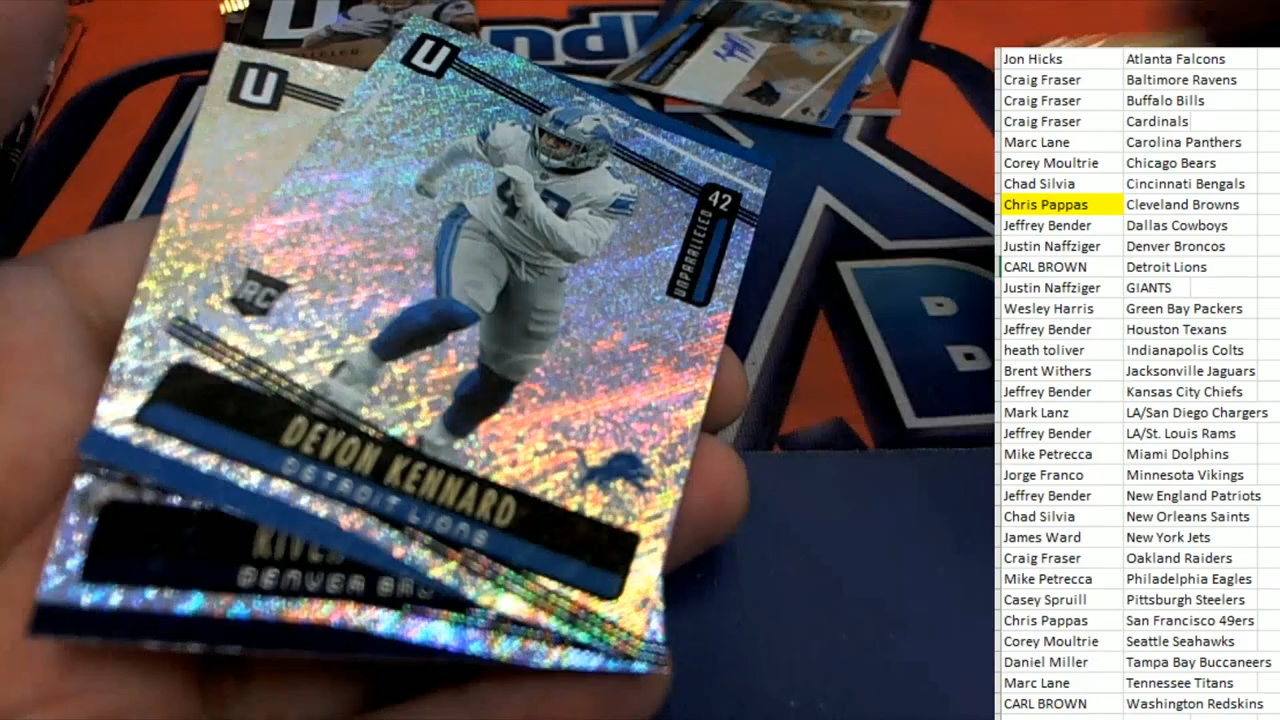 U
U
nd
42
UNPARALLELED
RC
DEVON KENNARD
DETROIT LIONS
DENVER
Jon Hicks Atlanta Falcons
Craig Fraser Baltimore Ravens
Craig Fraser Buffalo Bills
Craig Fraser Cardinals
Marc Lane Carolina Panthers
Corey Moultrie Chicago Bears
Chad Silvia Cincinnati Bengals
Chris Pappas Cleveland Browns
Jeffrey Bender Dallas Cowboys
Justin Naffziger Denver Broncos
CARL BROWN Detroit Lions
Justin Naffziger GIANTS
Wesley Harris Green Bay Packers
Jeffrey Bender Houston Texans
heath toliver Indianapolis Colts
Brent Withers Jacksonville Jaguars
Jeffrey Bender Kansas City Chiefs
Mark Lanz LA/San Diego Chargers
Jeffrey Bender LA/St. Louis Rams
Mike Petrecca Miami Dolphins
Jorge Franco Minnesota Vikings
Jeffrey Bender New England Patriots
Chad Silvia New Orleans Saints
James Ward New York Jets
Craig Fraser Oakland Raiders
Mike Petrecca Philadelphia Eagles
Casey Spruill Pittsburgh Steelers
Chris Pappas San Francisco 49ers
Corey Moultrie Seattle Seahawks
Daniel Miller Tampa Bay Buccaneers
Marc Lane Tennessee Titans
CARL BROWN Washington Redskins